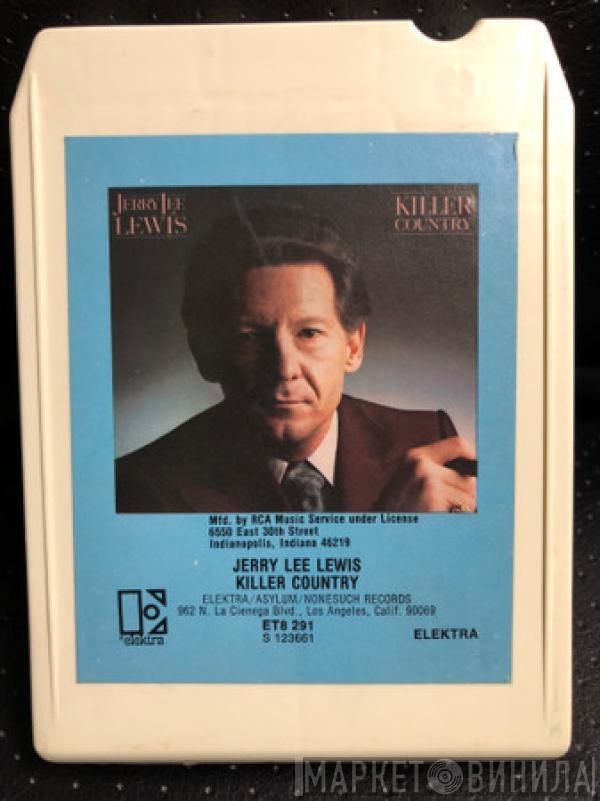 JERRY LEE
LEWIS
KILLER
COUNTRY
Mfd. by RCA Music Service under License
6550 East 30th Street
Indianapolis, Indiana 46219
JERRY LEE LEWIS
KILLER COUNTRY
ELEKTRA/ASYLUM/NONESUCH RECORDS
962 N. La Cienega Blvd., Los Angeles, Calif. 90069
ET8 291
S 123661
ELEKTRA
elektra
МАРКЕТ ВИНИЛА